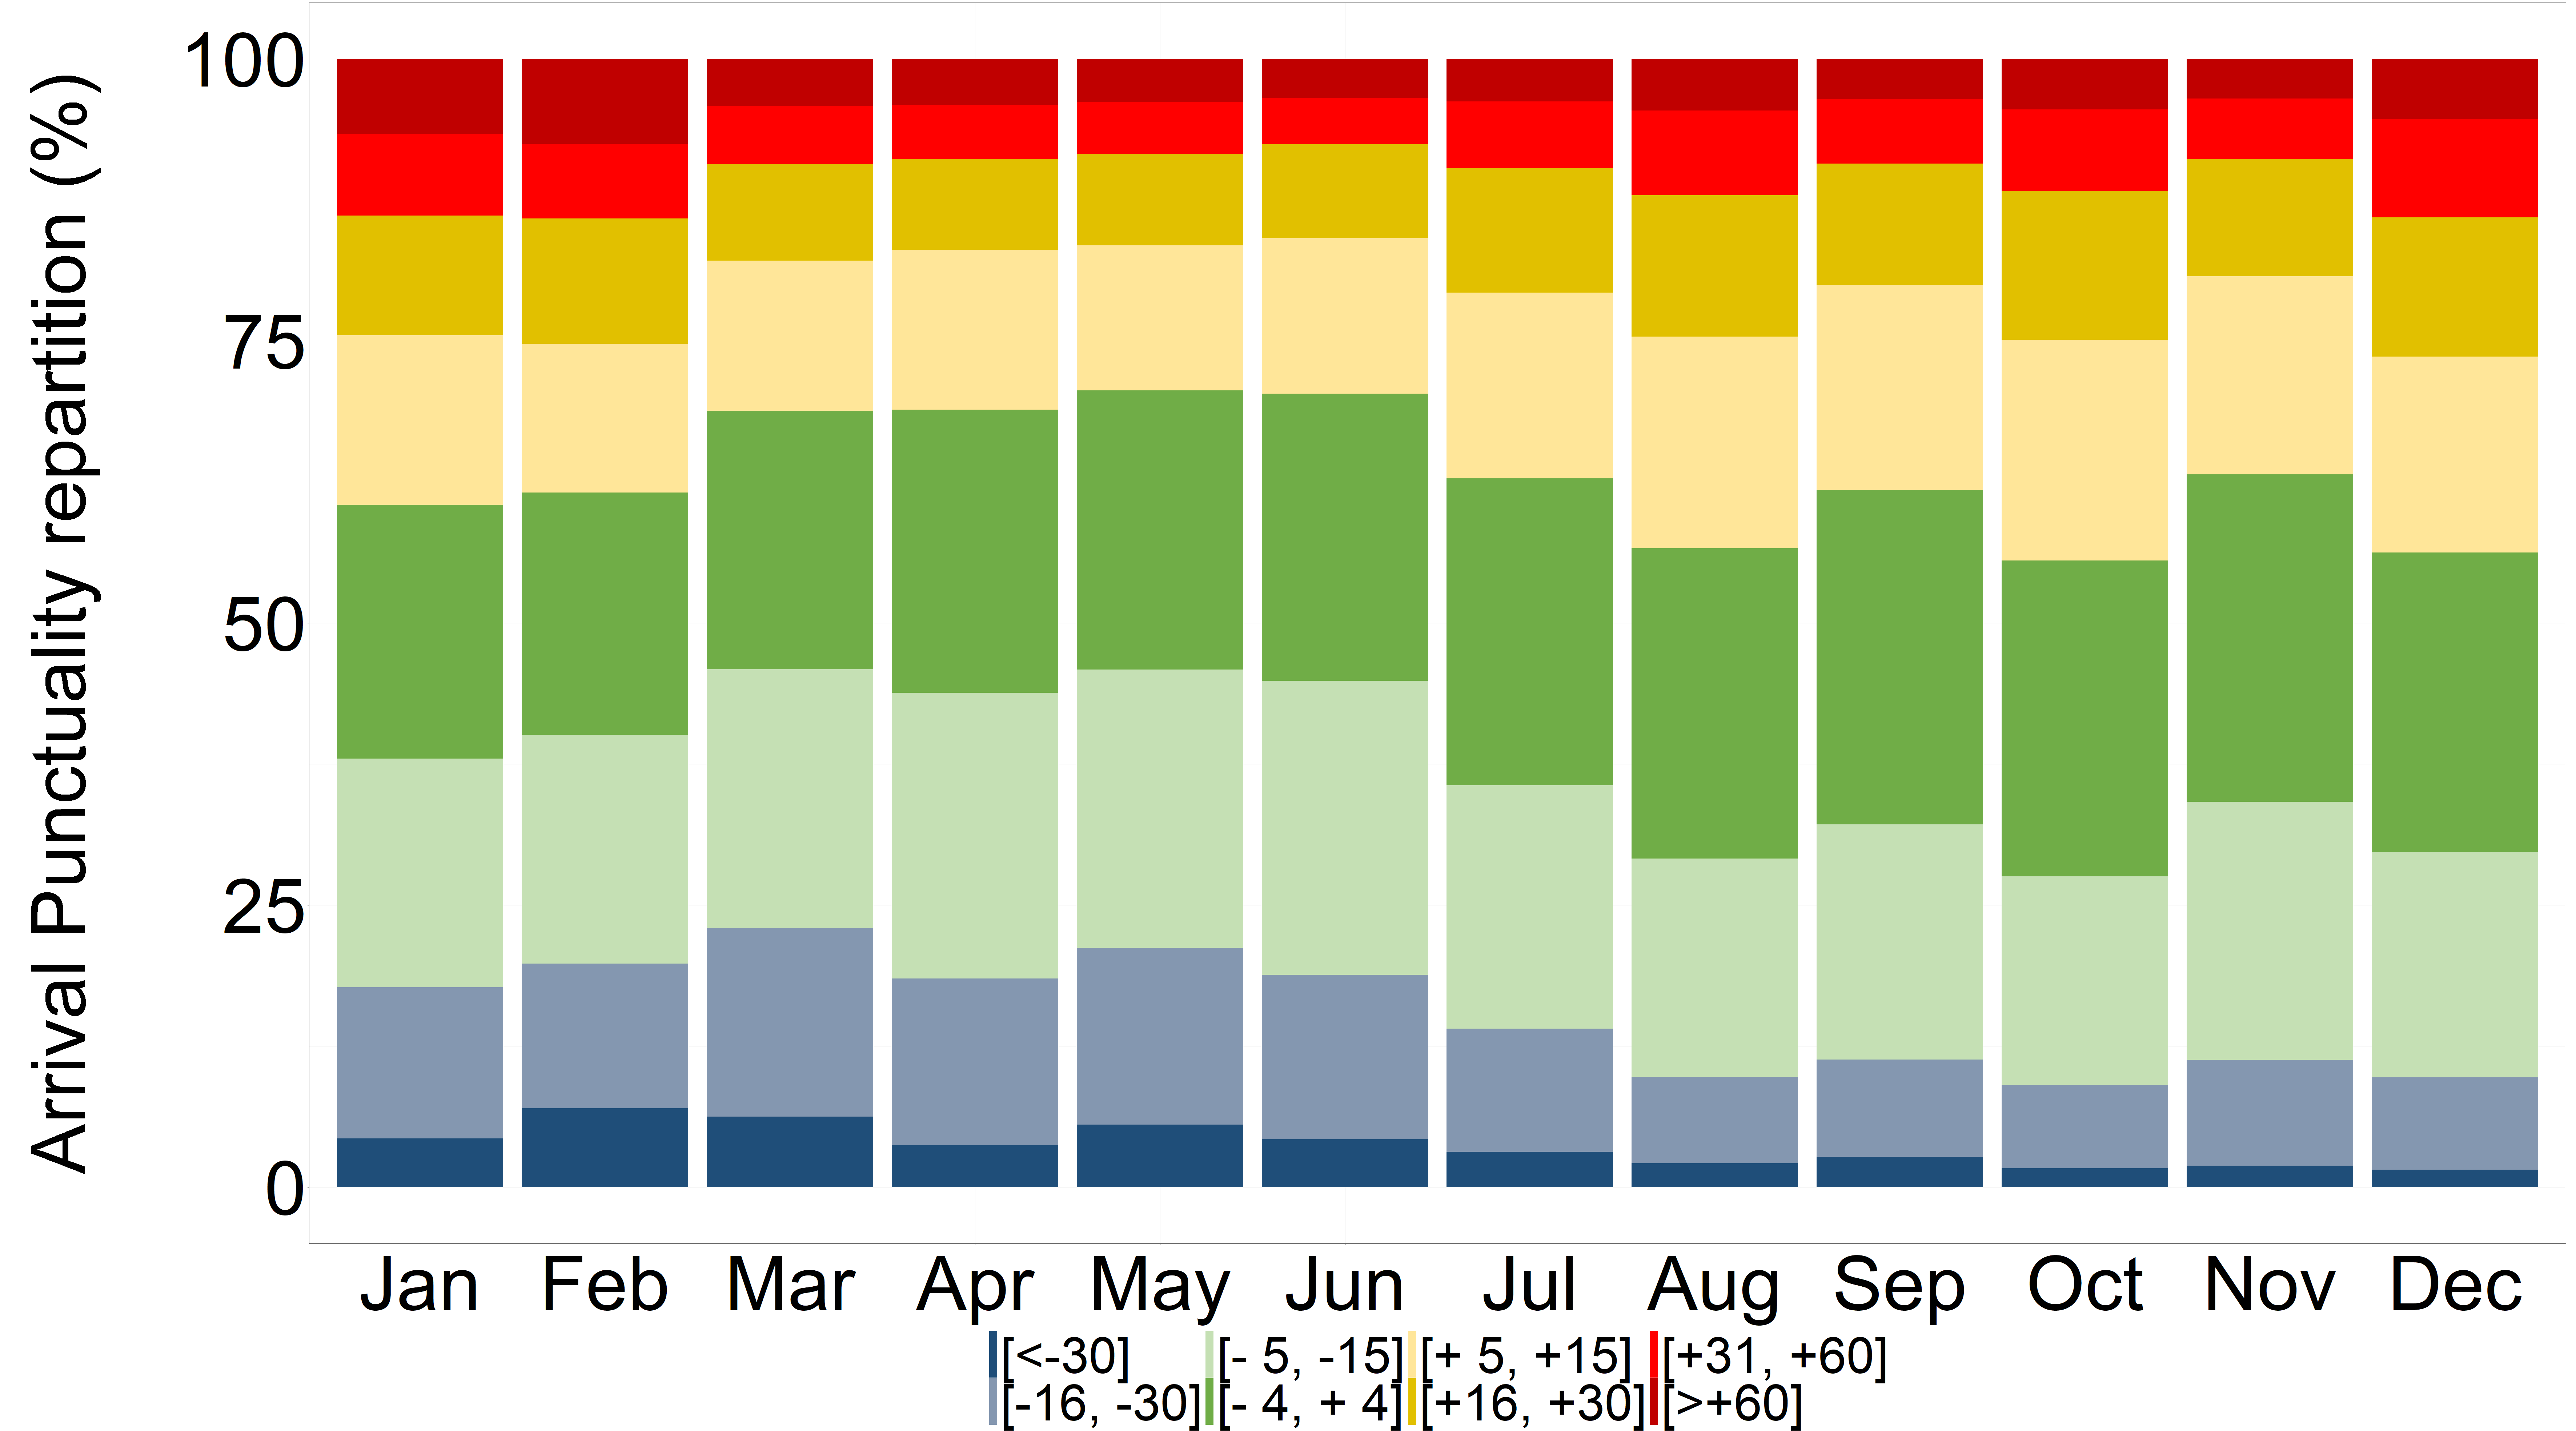 Arrival Punctuality repartition (%)
100
75
50
25
0
Jan Feb Mar Apr May Jun Jul Aug Sep Oct Nov Dec
[<-30] [- 5, -15] [+ 5, +15] [+31, +60]
[-16, -30] [- 4, + 4] [+16, +30] [>+60]